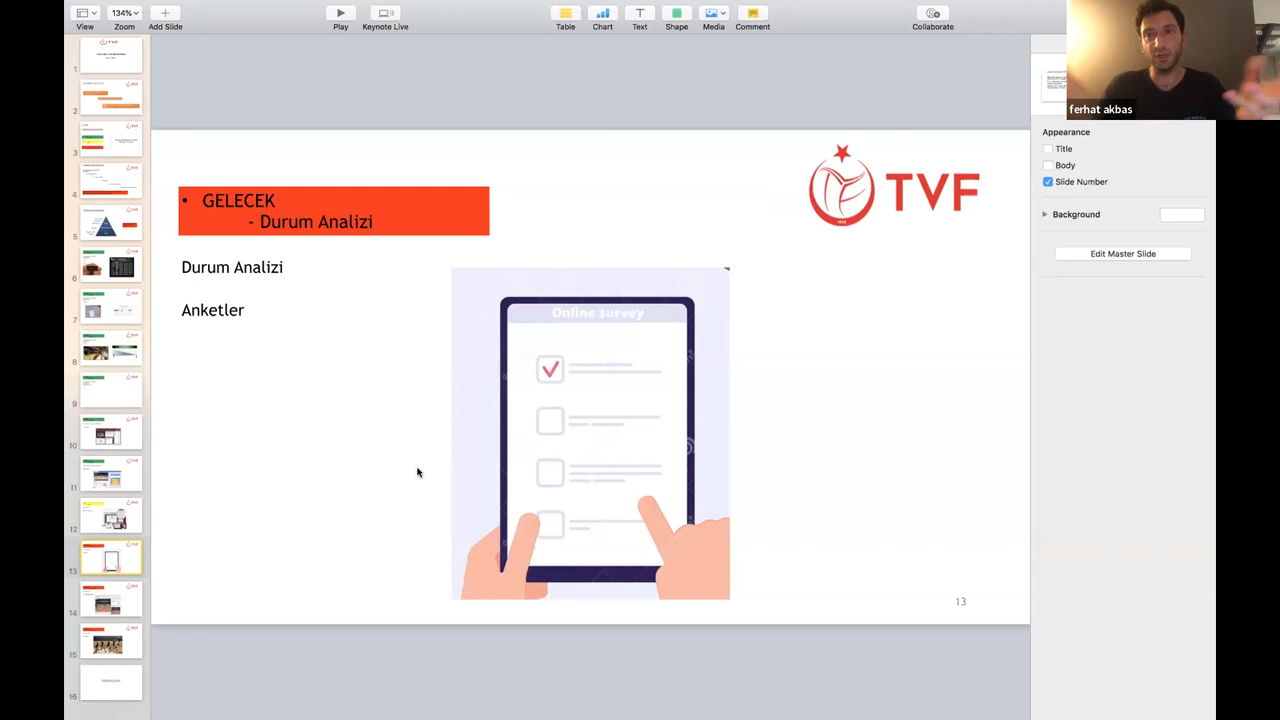 134%
View
Zoom
Add Slide
Play
Keynote Live
Table
Chart
Text
Shape
Media
Comment
Collaborate
ferhat akbas
Appearance
Title
Body
Slide Number
Background
Edit Master Slide
• GELECEK
- Durum Analizi
TVF
Durum Analizi
Anketler
Online survey
13
1
2
3
4
5
6
7
8
9
10
11
12
13
14
15
16